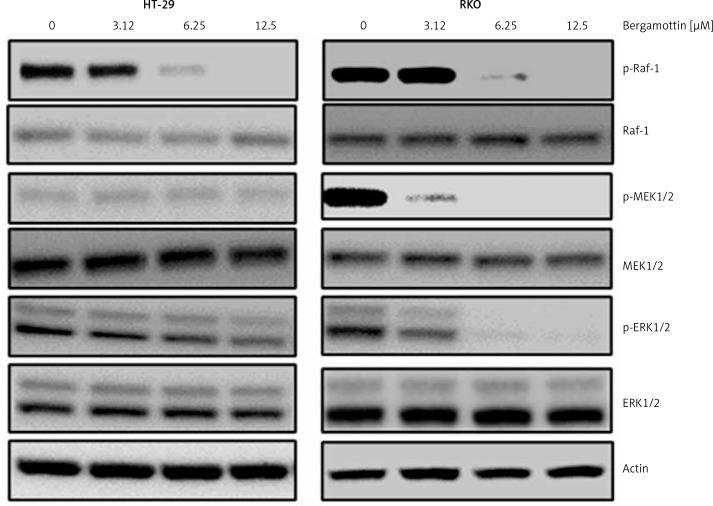 HT-29 RKO
0 3.12 6.25 12.5 0 3.12 6.25 12.5 Bergamottin [µM]
p-Raf-1
Raf-1
p-MEK1/2
MEK1/2
p-ERK1/2
ERK1/2
Actin